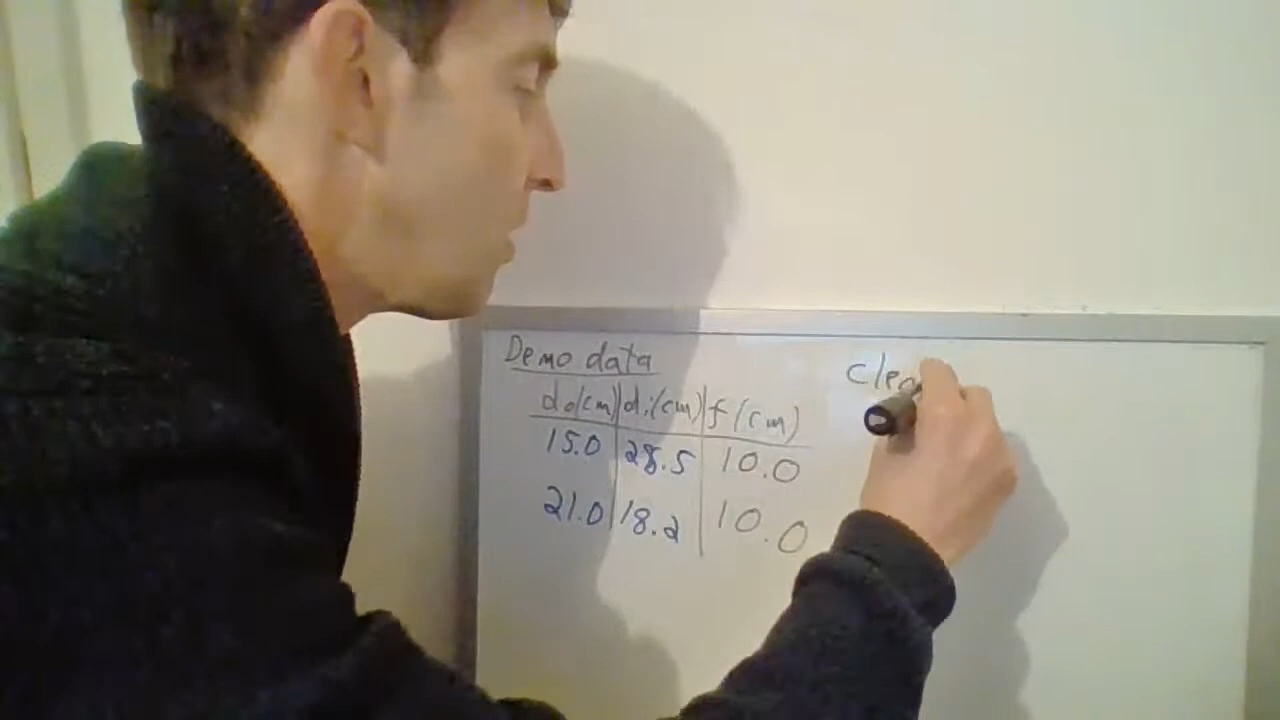 Demo data
do(cm) di(cm) f(cm)
15.0 28.5 10.0
21.0 18.2 10.0